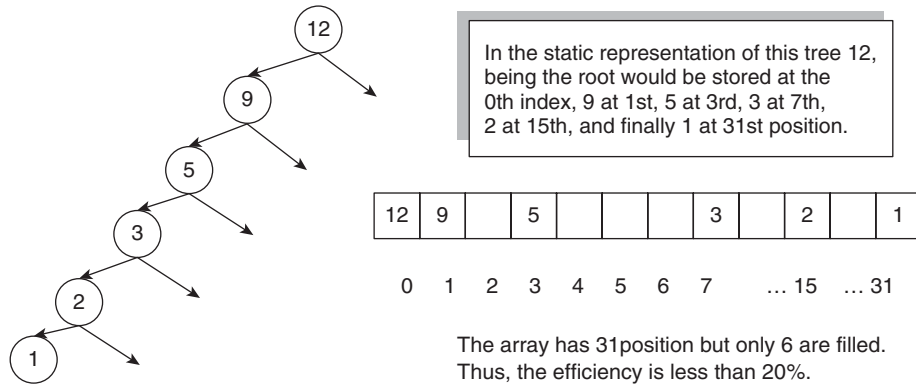 12
9
5
3
2
1
In the static representation of this tree 12,
being the root would be stored at the
0th index, 9 at 1st, 5 at 3rd, 3 at 7th,
2 at 15th, and finally 1 at 31st position.
12 9 5 3 2 1
0 1 2 3 4 5 6 7 ... 15 ... 31
The array has 31position but only 6 are filled.
Thus, the efficiency is less than 20%.